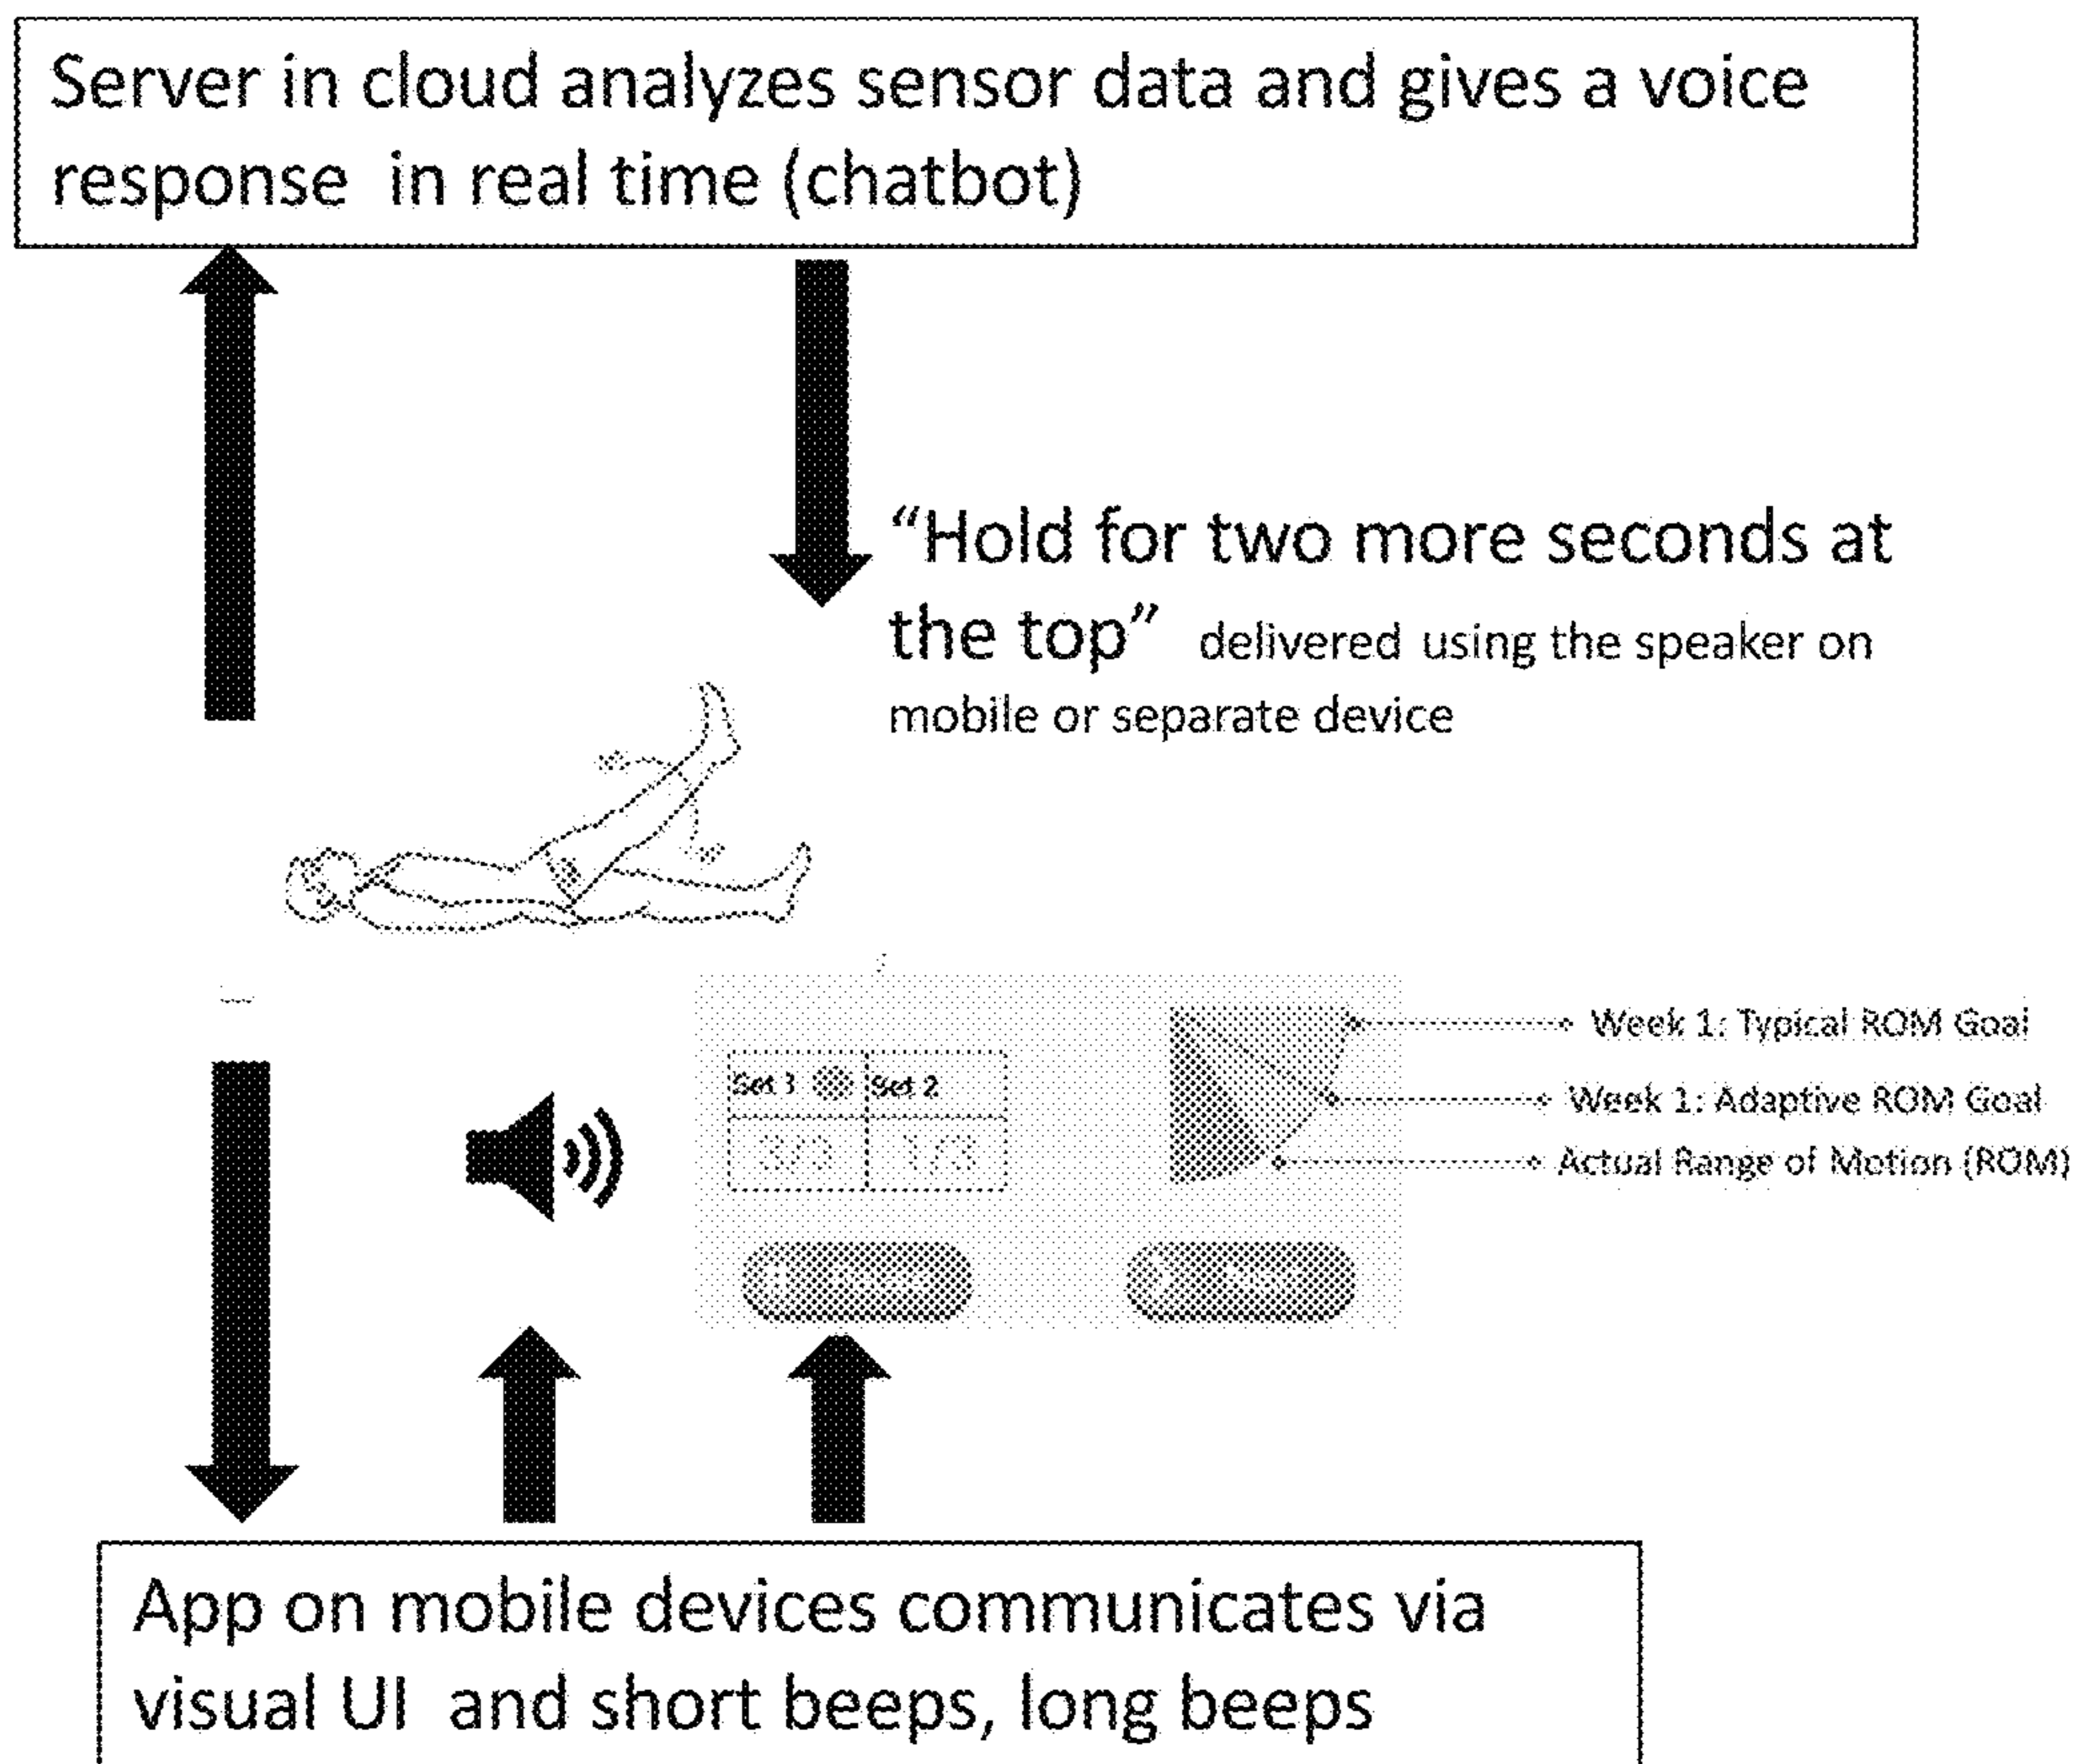 Server in cloud analyzes sensor data and gives a voice
response in real time (chatbot)
“Hold for two more seconds at
the top” delivered using the speaker on
mobile or separate device
Week 1: Typical ROM Goal
Set 1 Set 2
Week 1: Adaptive ROM Goal
1/3
Actual Range of Motion (ROM)
App on mobile devices communicates via
visual UI and short beeps, long beeps